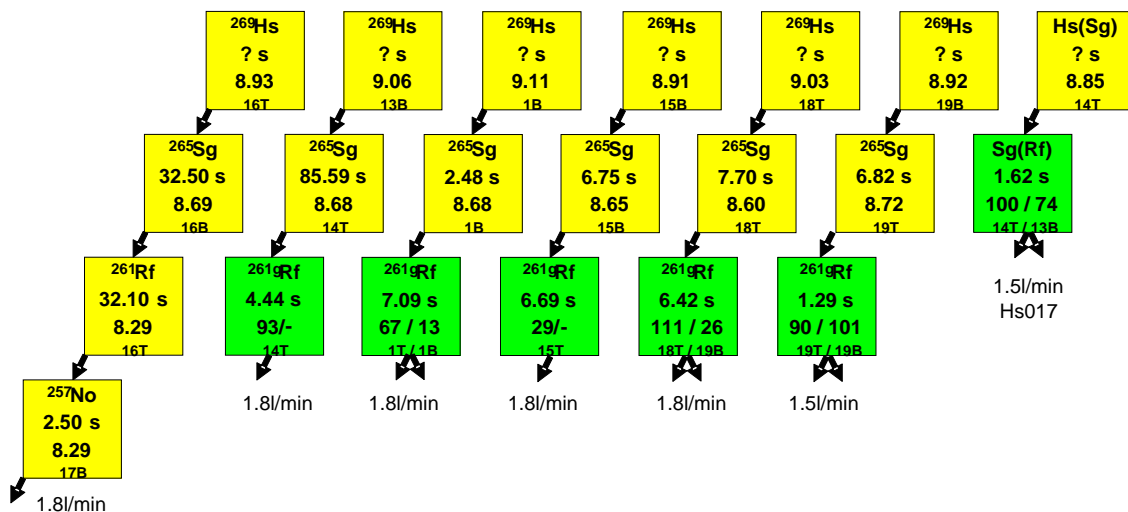 ²⁶⁹Hs ²⁶⁹Hs ²⁶⁹Hs ²⁶⁹Hs ²⁶⁹Hs ²⁶⁹Hs Hs(Sg)
? s ? s ? s ? s ? s ? s ? s
8.93 9.06 9.11 8.91 9.03 8.92 8.85
16T 13B 1B 15B 18T 19B 14T
²⁶⁵Sg ²⁶⁵Sg ²⁶⁵Sg ²⁶⁵Sg ²⁶⁵Sg ²⁶⁵Sg Sg(Rf)
32.50 s 85.59 s 2.48 s 6.75 s 7.70 s 6.82 s 1.62 s
8.69 8.68 8.68 8.65 8.60 8.72 100 / 74
16B 14T 1B 15B 18T 19T 14T / 13B
²⁶¹Rf ²⁶¹ᵍRf ²⁶¹ᵍRf ²⁶¹ᵍRf ²⁶¹ᵍRf ²⁶¹ᵍRf 1.5l/min
32.10 s 4.44 s 7.09 s 6.69 s 6.42 s 1.29 s Hs017
8.29 93/- 67 / 13 29/- 111 / 26 90 / 101
16T 14T 1T / 1B 15T 18T / 19B 19T / 19B
²⁵⁷No 1.8l/min 1.8l/min 1.8l/min 1.8l/min 1.5l/min
2.50 s
8.29
17B
1.8l/min